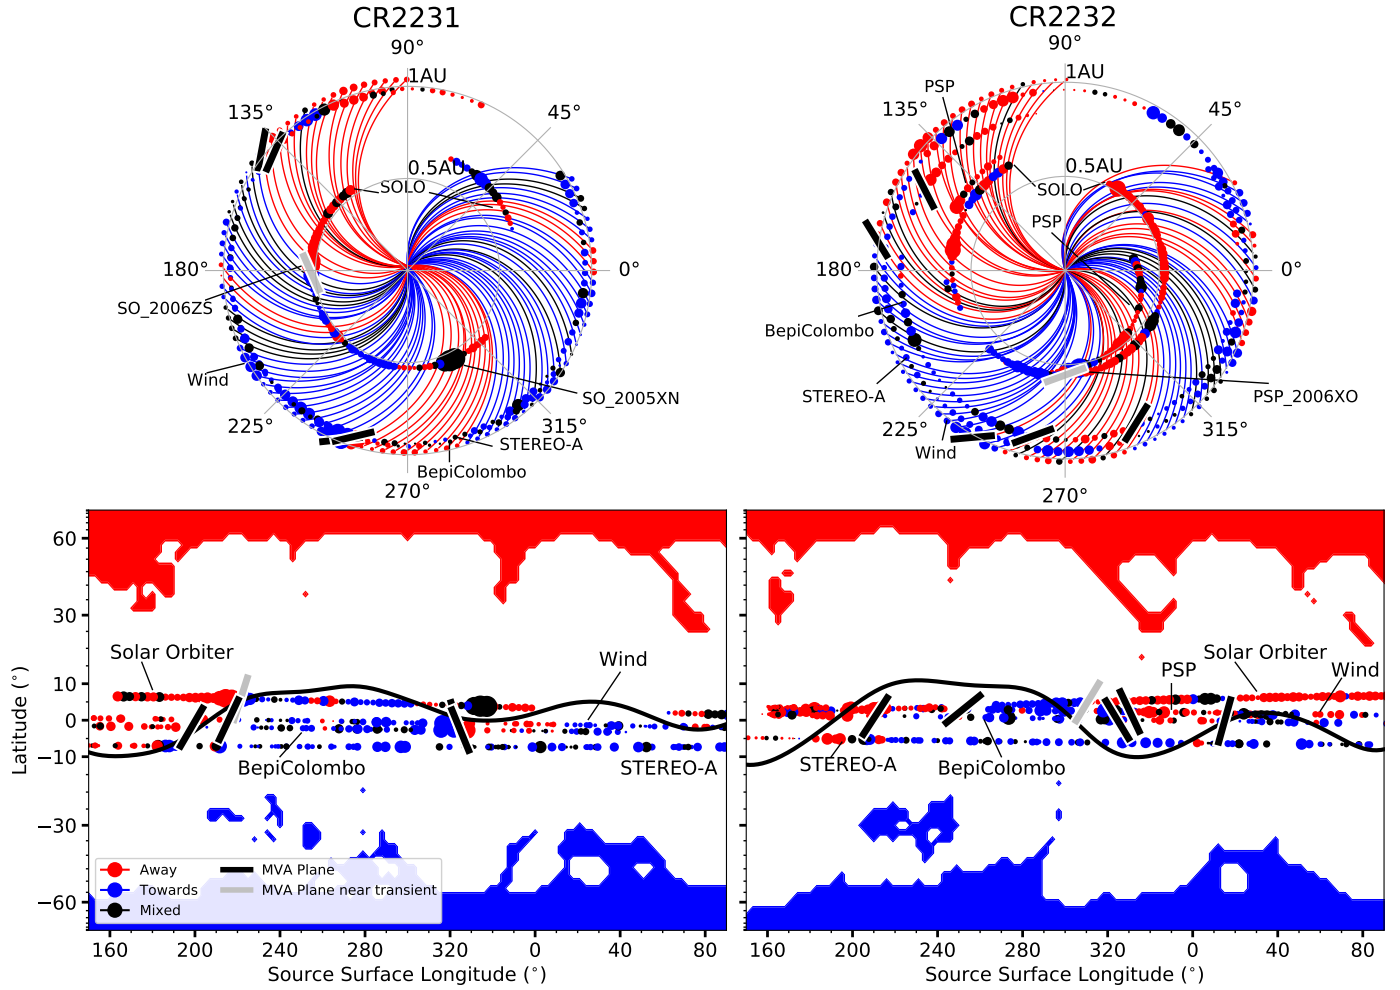 CR2231
90°
1AU
135°
45°
0.5AU
SOLO
180°
0°
SO_2006ZS
Wind
SO_2005XN
225°
315°
STEREO-A
BepiColombo
270°
CR2232
90°
PSP
1AU
135°
45°
0.5AU
SOLO
PSP
180°
0°
BepiColombo
STEREO-A
PSP_2006XO
225°
315°
Wind
270°
Latitude (°)
60
30
10
0
−10
−30
−60
Solar Orbiter
Wind
BepiColombo
STEREO-A
Away
Towards
Mixed
MVA Plane
MVA Plane near transient
160 200 240 280 320 0 40 80
Source Surface Longitude (°)
Solar Orbiter
PSP
Wind
STEREO-A
BepiColombo
160 200 240 280 320 0 40 80
Source Surface Longitude (°)